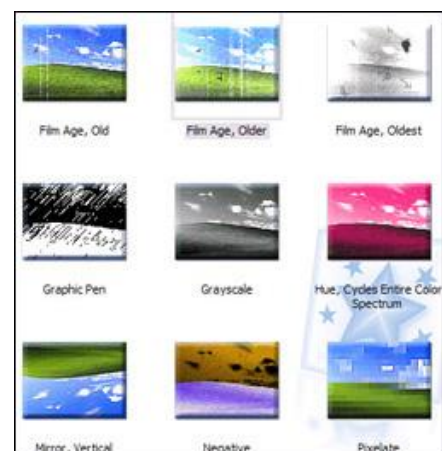 Film Age, Old
Film Age, Older
Film Age, Oldest
Graphic Pen
Grayscale
Hue, Cycles Entire Color
Spectrum
Mirror, Vertical
Negative
Pixelate